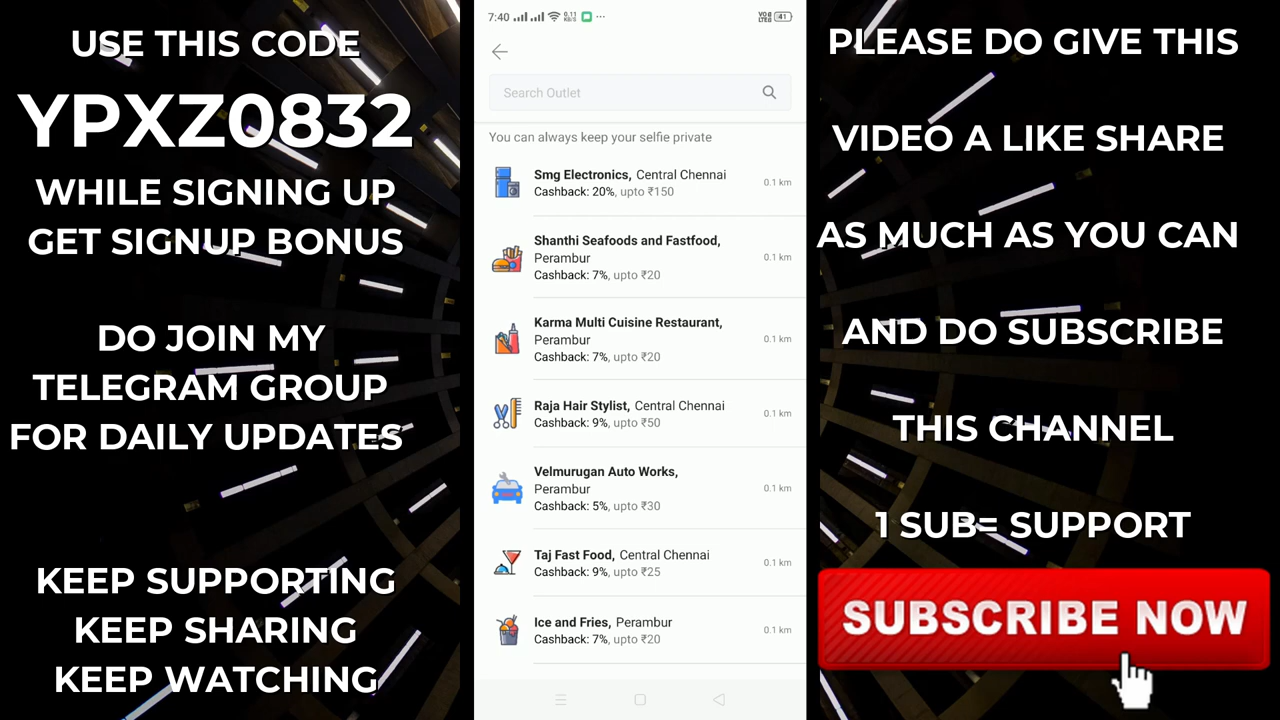 USE THIS CODE
YPXZ0832
WHILE SIGNING UP
GET SIGNUP BONUS
DO JOIN MY
TELEGRAM GROUP
FOR DAILY UPDATES
KEEP SUPPORTING
KEEP SHARING
KEEP WATCHING
7:40 0.11 KB/S ... VO LTE 41
Search Outlet
You can always keep your selfie private
Smg Electronics, Central Chennai
Cashback: 20%, upto ₹150
0.1 km
Shanthi Seafoods and Fastfood,
Perambur
Cashback: 7%, upto ₹20
0.1 km
Karma Multi Cuisine Restaurant,
Perambur
Cashback: 7%, upto ₹20
0.1 km
Raja Hair Stylist, Central Chennai
Cashback: 9%, upto ₹50
0.1 km
Velmurugan Auto Works,
Perambur
Cashback: 5%, upto ₹30
0.1 km
Taj Fast Food, Central Chennai
Cashback: 9%, upto ₹25
0.1 km
Ice and Fries, Perambur
Cashback: 7%, upto ₹20
0.1 km
PLEASE DO GIVE THIS
VIDEO A LIKE SHARE
AS MUCH AS YOU CAN
AND DO SUBSCRIBE
THIS CHANNEL
1 SUB= SUPPORT
SUBSCRIBE NOW